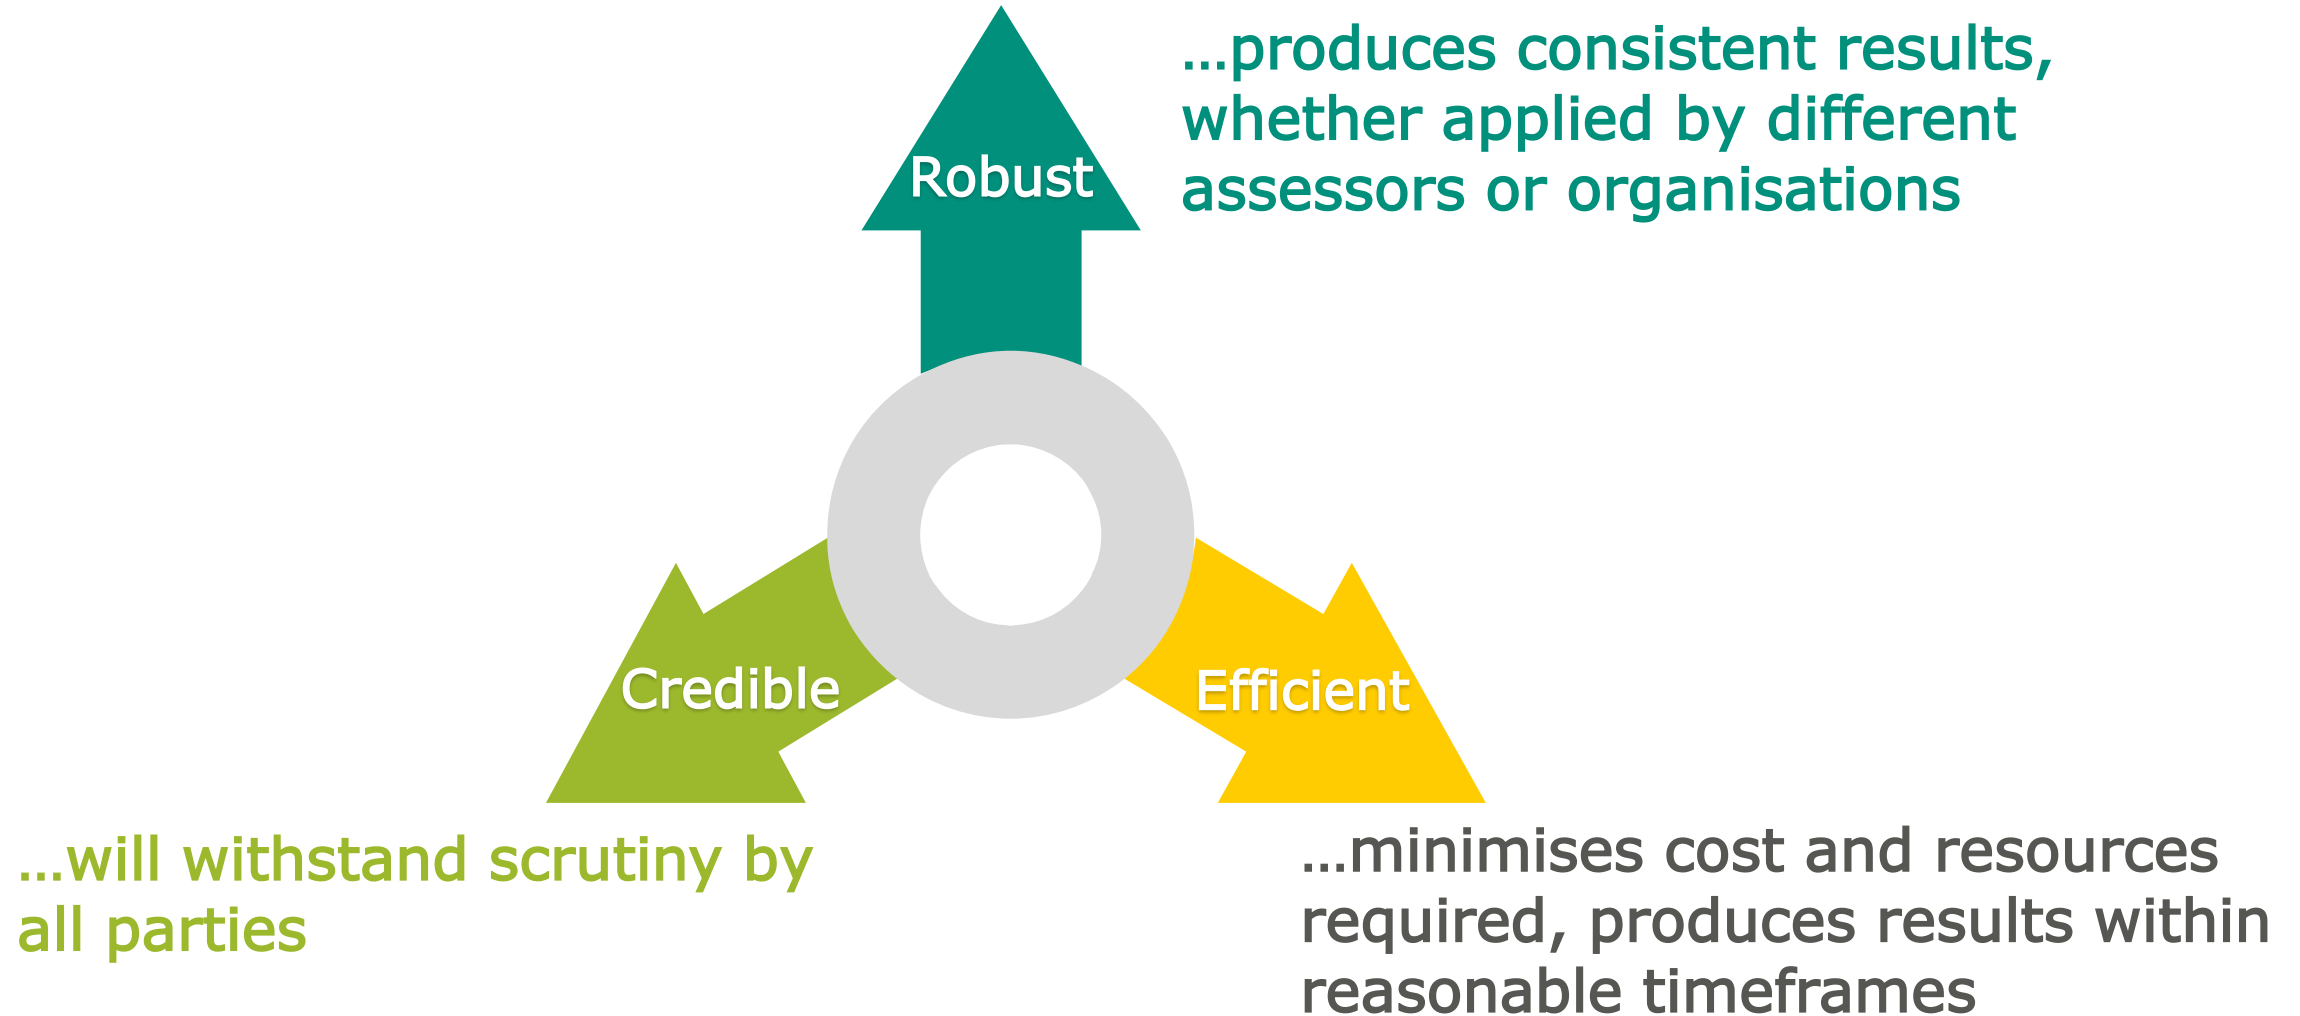 Robust
...produces consistent results,
whether applied by different
assessors or organisations
Credible
...will withstand scrutiny by
all parties
Efficient
...minimises cost and resources
required, produces results within
reasonable timeframes